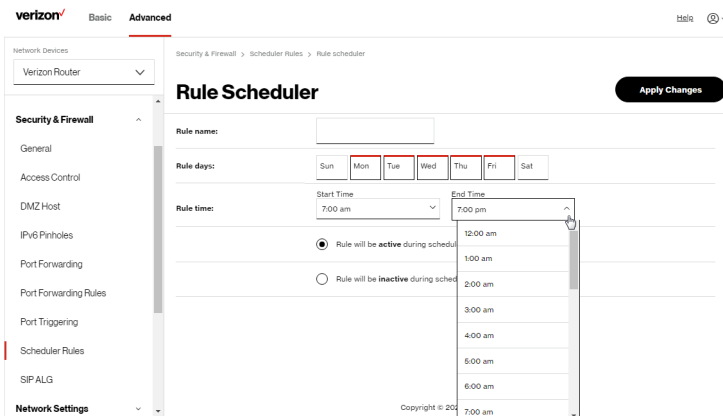 verizon Basic Advanced Help
Network Devices
Verizon Router
Security & Firewall
General
Access Control
DMZ Host
IPv6 Pinholes
Port Forwarding
Port Forwarding Rules
Port Triggering
Scheduler Rules
SIP ALG
Network Settings
Security & Firewall > Scheduler Rules > Rule scheduler
Rule Scheduler
Apply Changes
Rule name:
Rule days: Sun Mon Tue Wed Thu Fri Sat
Start Time End Time
Rule time: 7:00 am 7:00 pm
Rule will be active during
Rule will be inactive during
12:00 am
1:00 am
2:00 am
3:00 am
4:00 am
5:00 am
6:00 am
7:00 am
Copyright ©